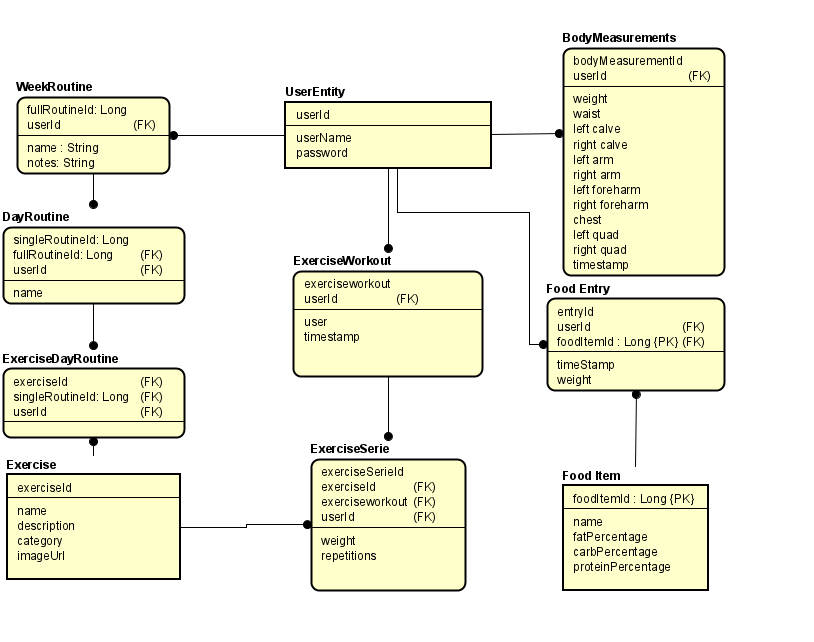 BodyMeasurements
bodyMeasurementId
userId (FK)
weight
waist
left calve
right calve
left arm
right arm
left foreharm
right foreharm
chest
left quad
right quad
timestamp
WeekRoutine
fullRoutineId: Long
userId (FK)
name : String
notes: String
UserEntity
userId
userName
password
DayRoutine
singleRoutineId: Long
fullRoutineId: Long (FK)
userId (FK)
name
ExerciseWorkout
exerciseworkout
userId (FK)
user
timestamp
Food Entry
entryId
userId (FK)
foodItemId : Long {PK} (FK)
timeStamp
weight
ExerciseDayRoutine
exerciseId (FK)
singleRoutineId: Long (FK)
userId (FK)
Exercise
exerciseId
name
description
category
imageUrl
ExerciseSerie
exerciseSerieId
exerciseId (FK)
exerciseworkout (FK)
userId (FK)
weight
repetitions
Food Item
foodItemId : Long {PK}
name
fatPercentage
carbPercentage
proteinPercentage